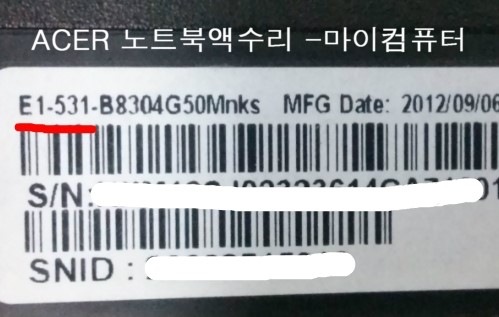 ACER 노트북액수리 -마이컴퓨터
E1-531-B8304G50Mnks MFG Date: 2012/09/06
S/N:
SNID :